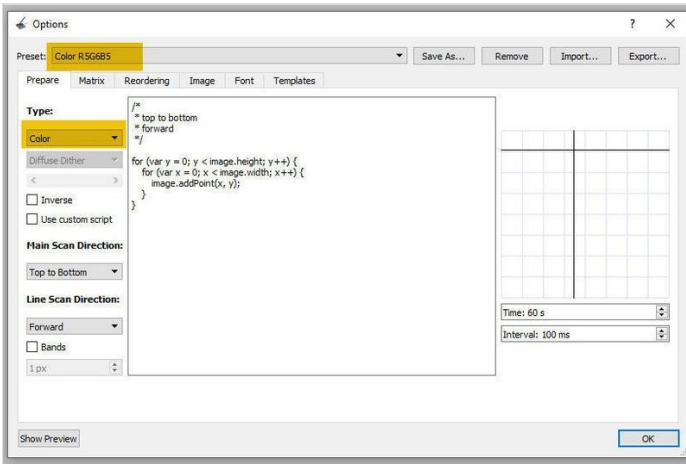 Options
? X
Preset: Color R5G6B5 Save As... Remove Import... Export...
Prepare Matrix Reordering Image Font Templates
Type:
Color
Diffuse Dither
< >
Inverse
Use custom script
Main Scan Direction:
Top to Bottom
Line Scan Direction:
Forward
Bands
1 px
/*
* top to bottom
* forward
*/
for (var y = 0; y < image.height; y++) {
for (var x = 0; x < image.width; x++) {
image.addPoint(x, y);
}
}
Time: 60 s
Interval: 100 ms
Show Preview
OK